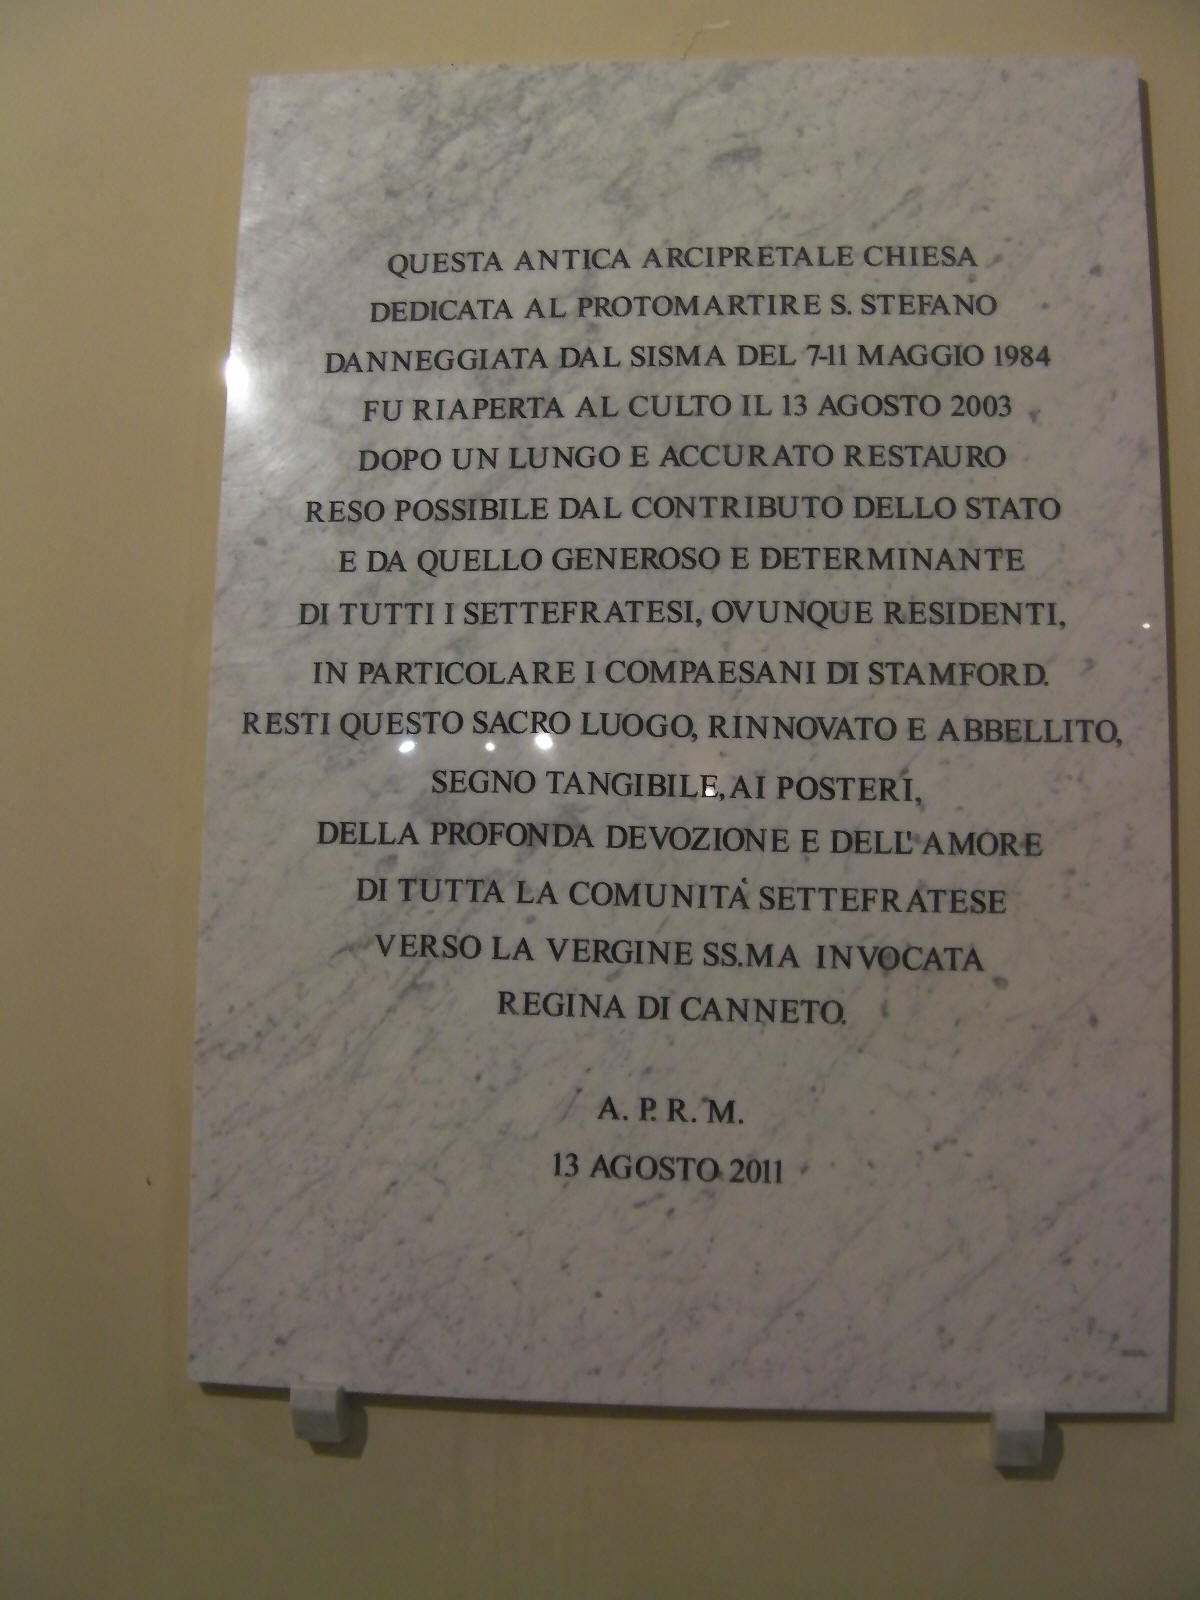 QUESTA ANTICA ARCIPRETALE CHIESA
DEDICATA AL PROTOMARTIRE S. STEFANO
DANNEGGIATA DAL SISMA DEL 7-11 MAGGIO 1984
FU RIAPERTA AL CULTO IL 13 AGOSTO 2003
DOPO UN LUNGO E ACCURATO RESTAURO
RESO POSSIBILE DAL CONTRIBUTO DELLO STATO
E DA QUELLO GENEROSO E DETERMINANTE
DI TUTTI I SETTEFRATESI, OVUNQUE RESIDENTI,
IN PARTICOLARE I COMPAESANI DI STAMFORD.
RESTI QUESTO SACRO LUOGO, RINNOVATO E ABBELLITO,
SEGNO TANGIBILE, AI POSTERI,
DELLA PROFONDA DEVOZIONE E DELL' AMORE
DI TUTTA LA COMUNITÀ SETTEFRATESE
VERSO LA VERGINE SS.MA INVOCATA
REGINA DI CANNETO.
A. P. R. M.
13 AGOSTO 2011